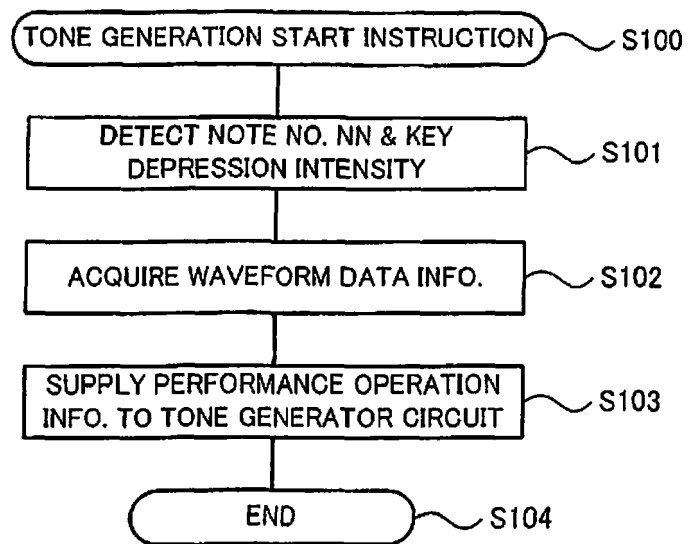 TONE GENERATION START INSTRUCTION S100
DETECT NOTE NO. NN & KEY
DEPRESSION INTENSITY
S101
ACQUIRE WAVEFORM DATA INFO. S102
SUPPLY PERFORMANCE OPERATION
INFO. TO TONE GENERATOR CIRCUIT
S103
END S104